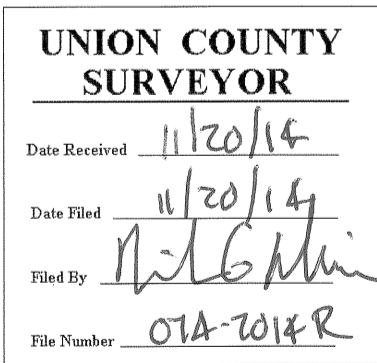 UNION COUNTY
SURVEYOR
Date Received 11/20/14
Date Filed 11/20/14
Filed By
File Number 074-2014R